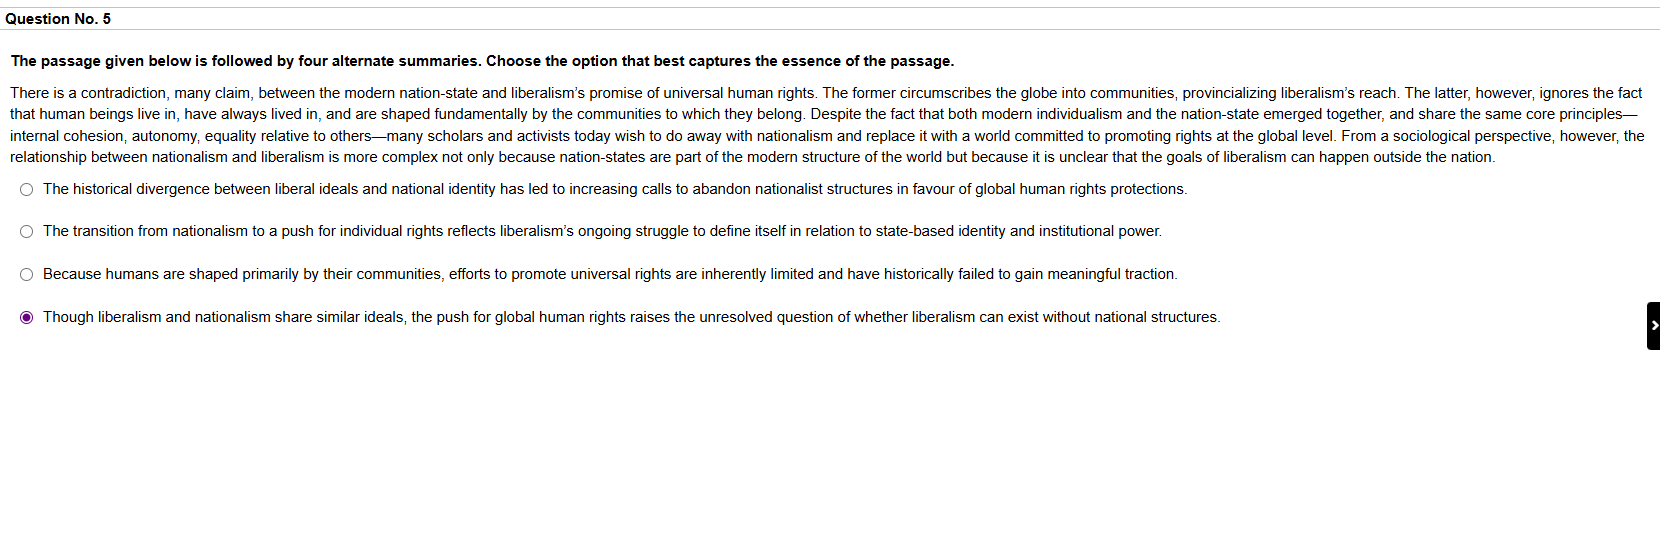 Question No. 5
The passage given below is followed by four alternate summaries. Choose the option that best captures the essence of the passage.
There is a contradiction, many claim, between the modern nation-state and liberalism's promise of universal human rights. The former circumscribes the globe into communities, provincializing liberalism's reach. The latter, however, ignores the fact
that human beings live in, have always lived in, and are shaped fundamentally by the communities to which they belong. Despite the fact that both modern individualism and the nation-state emerged together, and share the same core principles—
internal cohesion, autonomy, equality relative to others—many scholars and activists today wish to do away with nationalism and replace it with a world committed to promoting rights at the global level. From a sociological perspective, however, the
relationship between nationalism and liberalism is more complex not only because nation-states are part of the modern structure of the world but because it is unclear that the goals of liberalism can happen outside the nation.
The historical divergence between liberal ideals and national identity has led to increasing calls to abandon nationalist structures in favour of global human rights protections.
The transition from nationalism to a push for individual rights reflects liberalism's ongoing struggle to define itself in relation to state-based identity and institutional power.
Because humans are shaped primarily by their communities, efforts to promote universal rights are inherently limited and have historically failed to gain meaningful traction.
Though liberalism and nationalism share similar ideals, the push for global human rights raises the unresolved question of whether liberalism can exist without national structures.